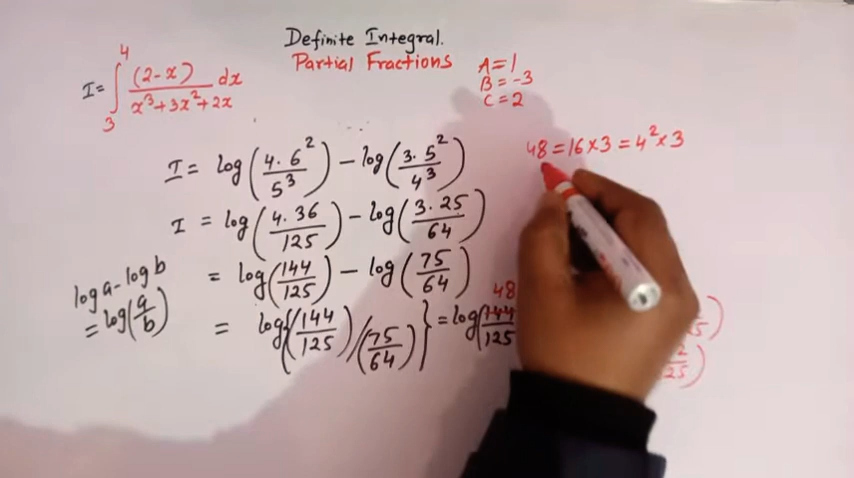 Definite Integral.
Partial Fractions
I = ∫₃⁴ (2-x)/(x³+3x²+2x) dx
A = 1
B = -3
C = 2
I = log(4·6²/5³) - log(3·5²/4³)
48 = 16×3 = 4²×3
I = log(4·36/125) - log(3·25/64)
log a - log b
= log(a/b)
= log(144/125) - log(75/64)
48
= log{(144/125)/(75/64)} = log(144/125